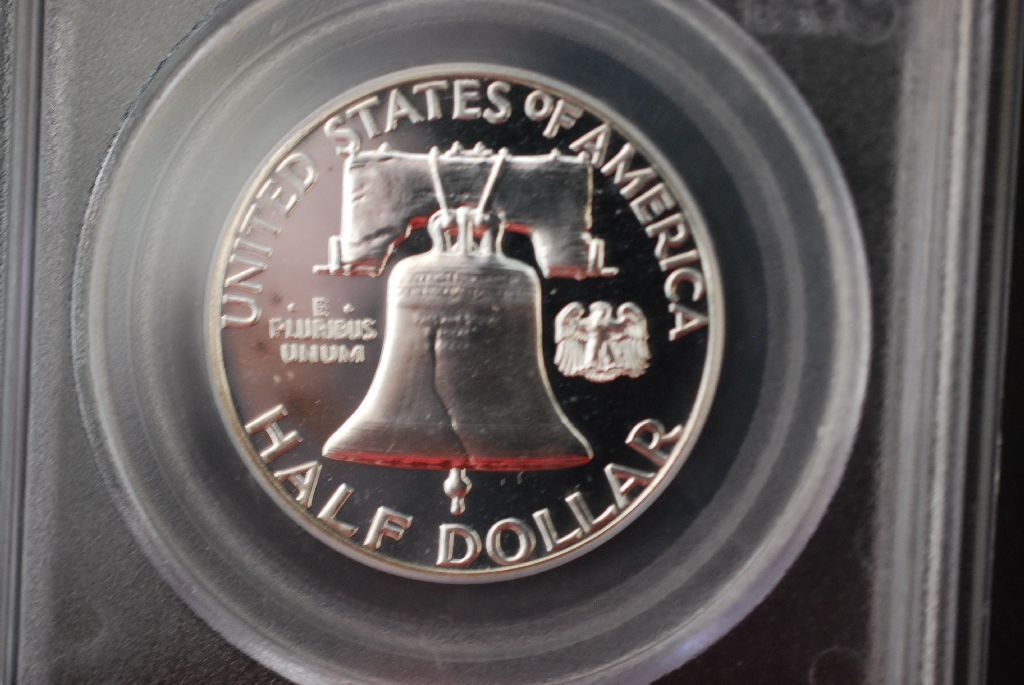 UNITED STATES OF AMERICA
· E ·
PLURIBUS
UNUM
HALF DOLLAR